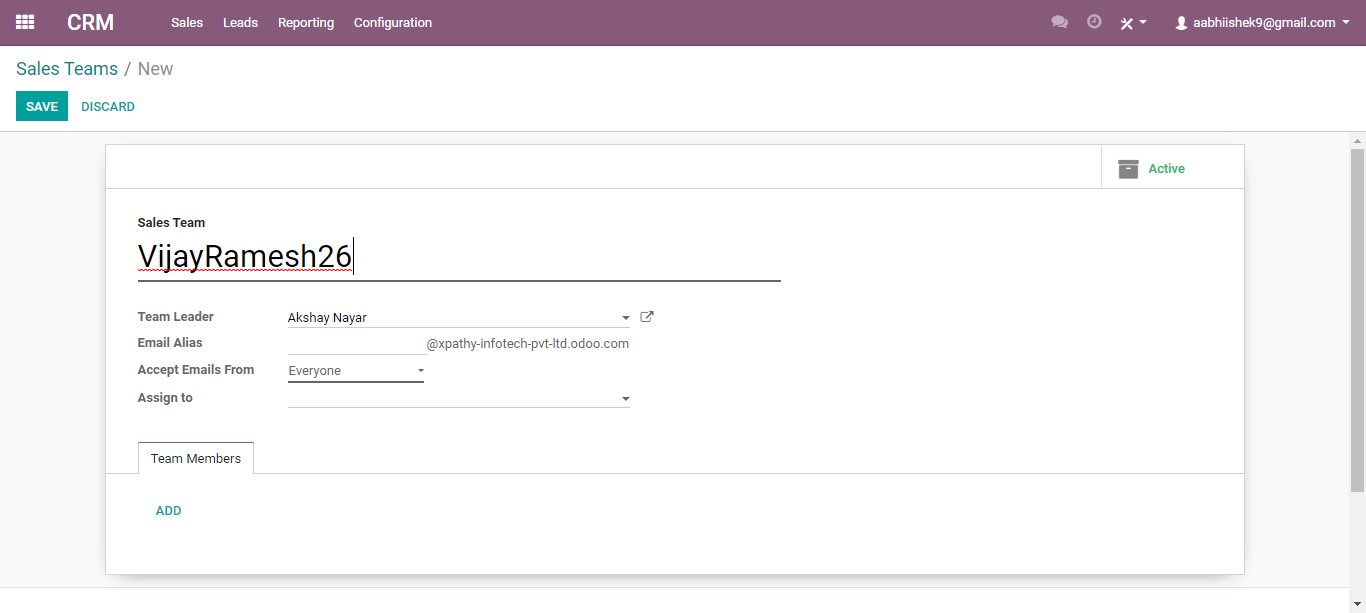 CRM Sales Leads Reporting Configuration aabhiishek9@gmail.com
Sales Teams / New
SAVE DISCARD
Active
Sales Team
VijayRamesh26
Team Leader Akshay Nayar
Email Alias @xpathy-infotech-pvt-ltd.odoo.com
Accept Emails From Everyone
Assign to
Team Members
ADD